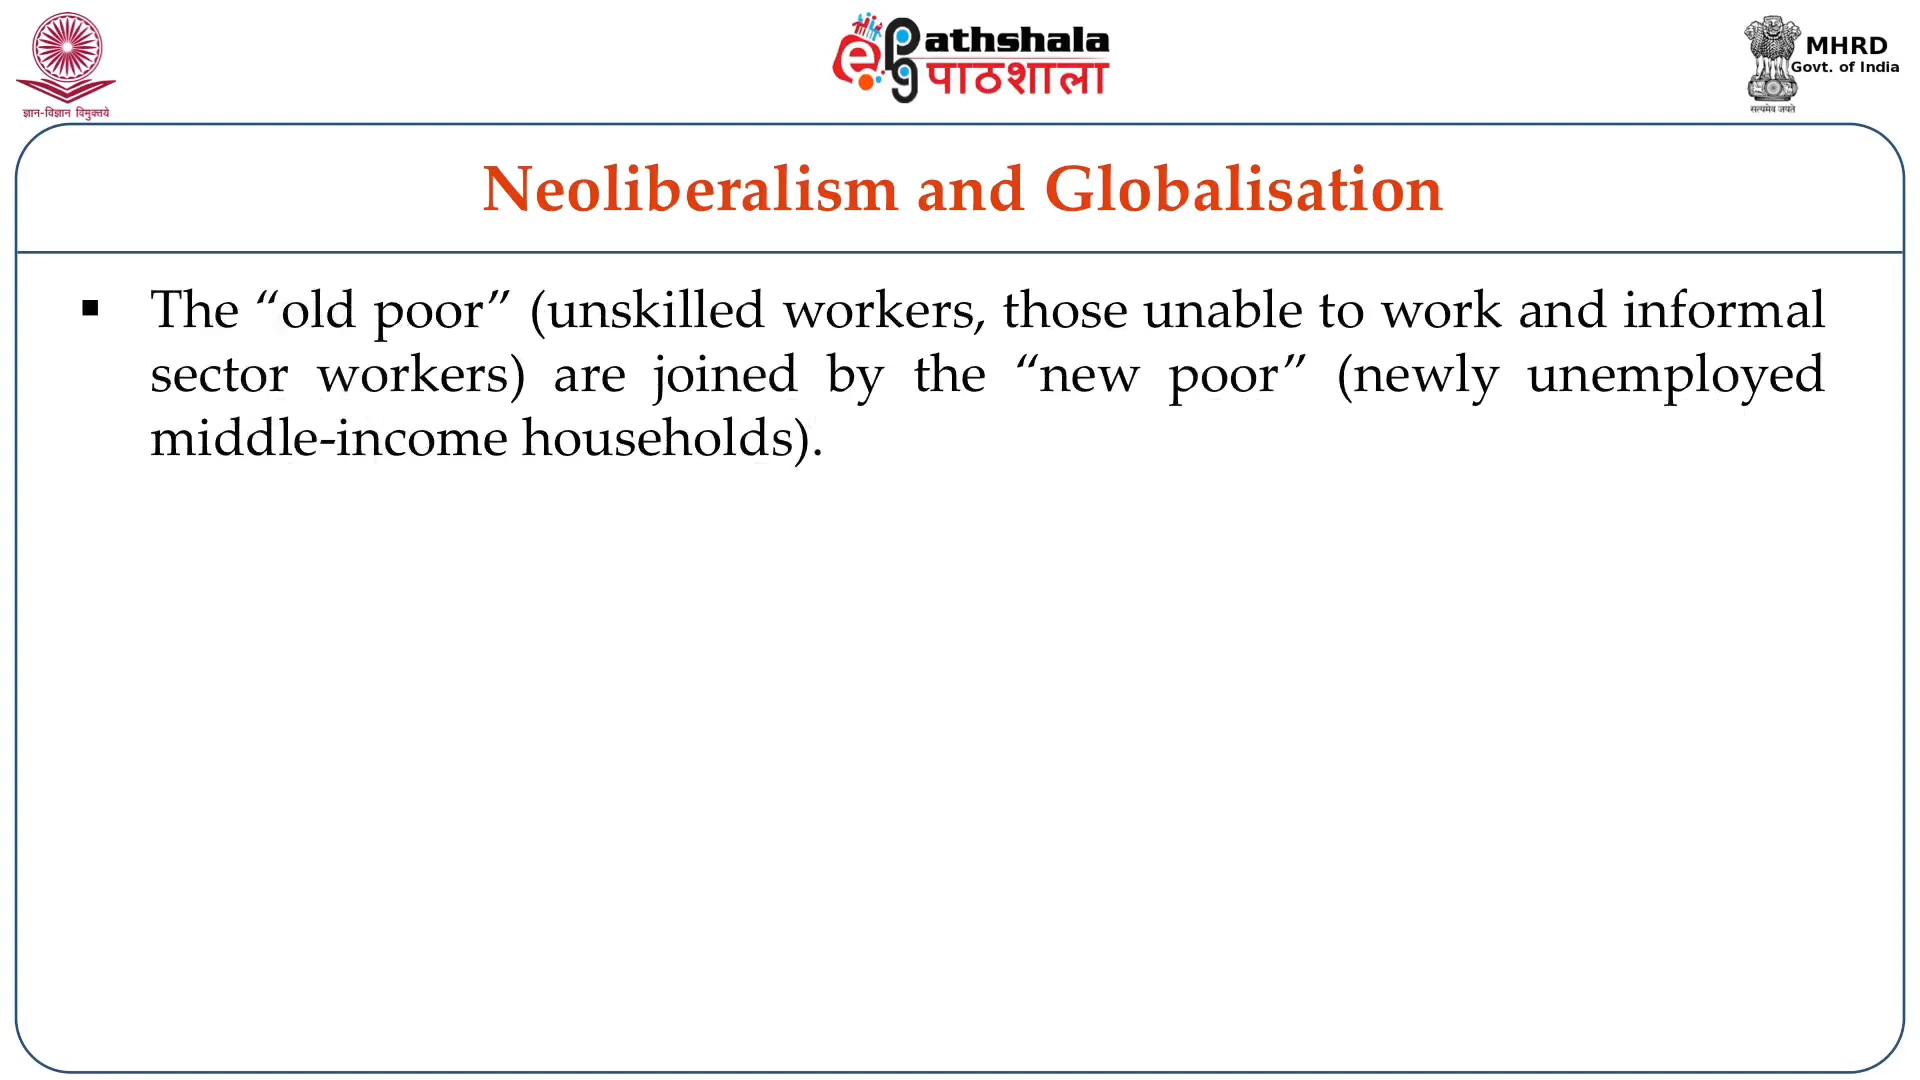 ज्ञान-विज्ञान विमुक्तये
e pg Pathshala
पाठशाला
MHRD
Govt. of India
सत्यमेव जयते
Neoliberalism and Globalisation
▪ The “old poor” (unskilled workers, those unable to work and informal
sector workers) are joined by the “new poor” (newly unemployed
middle-income households).